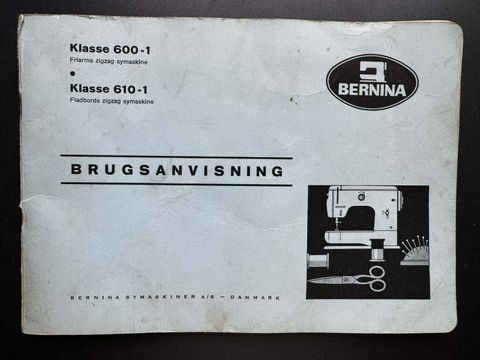 Klasse 600-1
Friarms zigzag symaskine
Klasse 610-1
Fladbords zigzag symaskine
BERNINA
BRUGSANVISNING
BERNINA SYMASKINER A/S — DANMARK